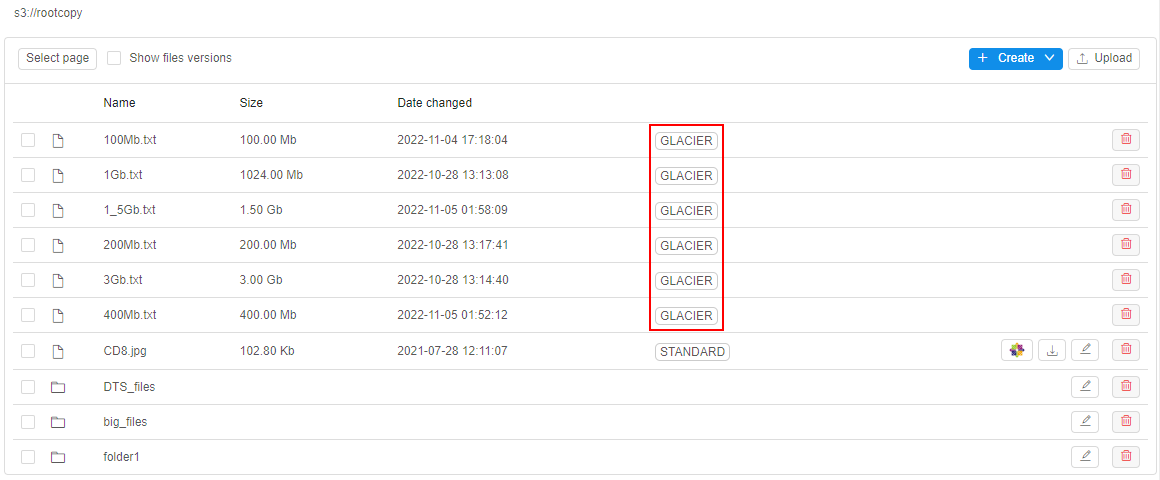 s3://rootcopy
Select page Show files versions + Create Upload
Name Size Date changed
100Mb.txt 100.00 Mb 2022-11-04 17:18:04 GLACIER
1Gb.txt 1024.00 Mb 2022-10-28 13:13:08 GLACIER
1_5Gb.txt 1.50 Gb 2022-11-05 01:58:09 GLACIER
200Mb.txt 200.00 Mb 2022-10-28 13:17:41 GLACIER
3Gb.txt 3.00 Gb 2022-10-28 13:14:40 GLACIER
400Mb.txt 400.00 Mb 2022-11-05 01:52:12 GLACIER
CD8.jpg 102.80 Kb 2021-07-28 12:11:07 STANDARD
DTS_files
big_files
folder1